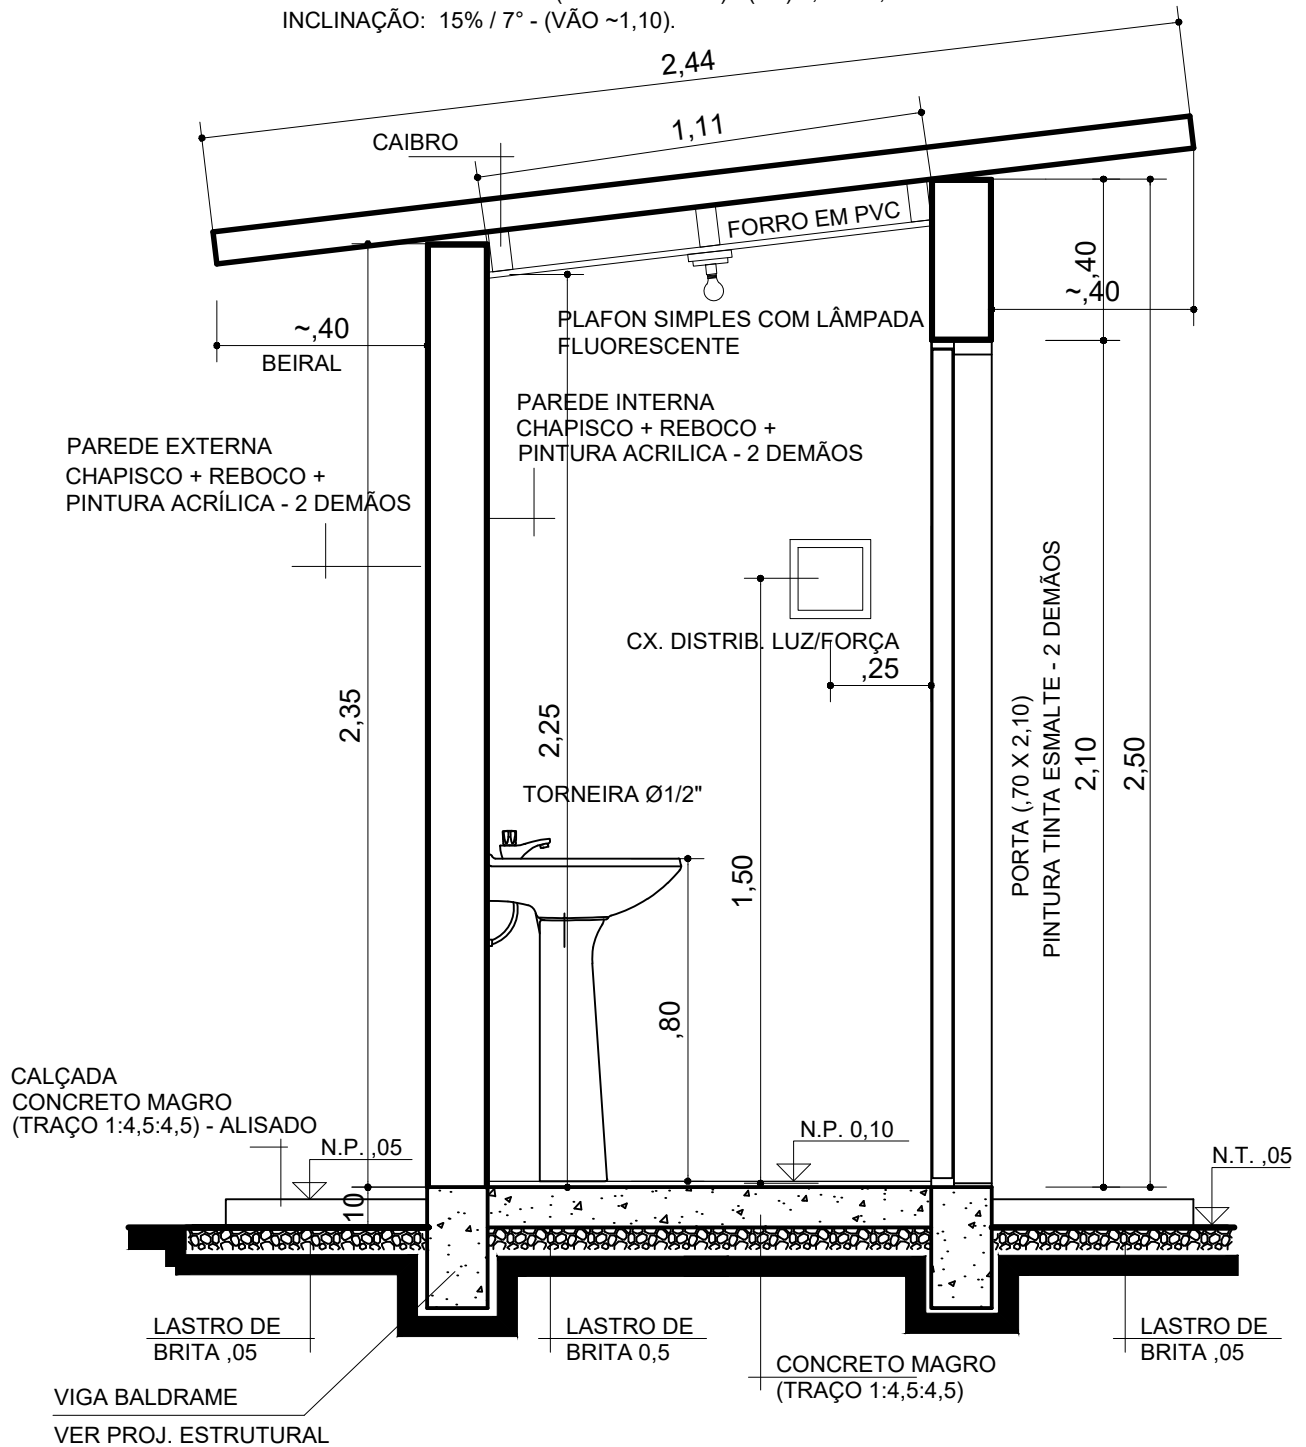 INCLINAÇÃO: 15% / 7° - (VÃO ~1,10).
2,44
1,11
CAIBRO
FORRO EM PVC
,40
~,40
~,40
BEIRAL
PLAFON SIMPLES COM LÂMPADA
FLUORESCENTE
PAREDE INTERNA
CHAPISCO + REBOCO +
PINTURA ACRILICA - 2 DEMÃOS
PAREDE EXTERNA
CHAPISCO + REBOCO +
PINTURA ACRÍLICA - 2 DEMÃOS
CX. DISTRIB. LUZ/FORÇA
,25
2,35
2,25
PORTA (,70 X 2,10)
PINTURA TINTA ESMALTE - 2 DEMÃOS
2,10
2,50
TORNEIRA Ø1/2"
1,50
,80
CALÇADA
CONCRETO MAGRO
(TRAÇO 1:4,5:4,5) - ALISADO
N.P. ,05
N.P. 0,10
N.T. ,05
10
LASTRO DE
BRITA ,05
LASTRO DE
BRITA 0,5
LASTRO DE
BRITA ,05
CONCRETO MAGRO
(TRAÇO 1:4,5:4,5)
VIGA BALDRAME
VER PROJ. ESTRUTURAL